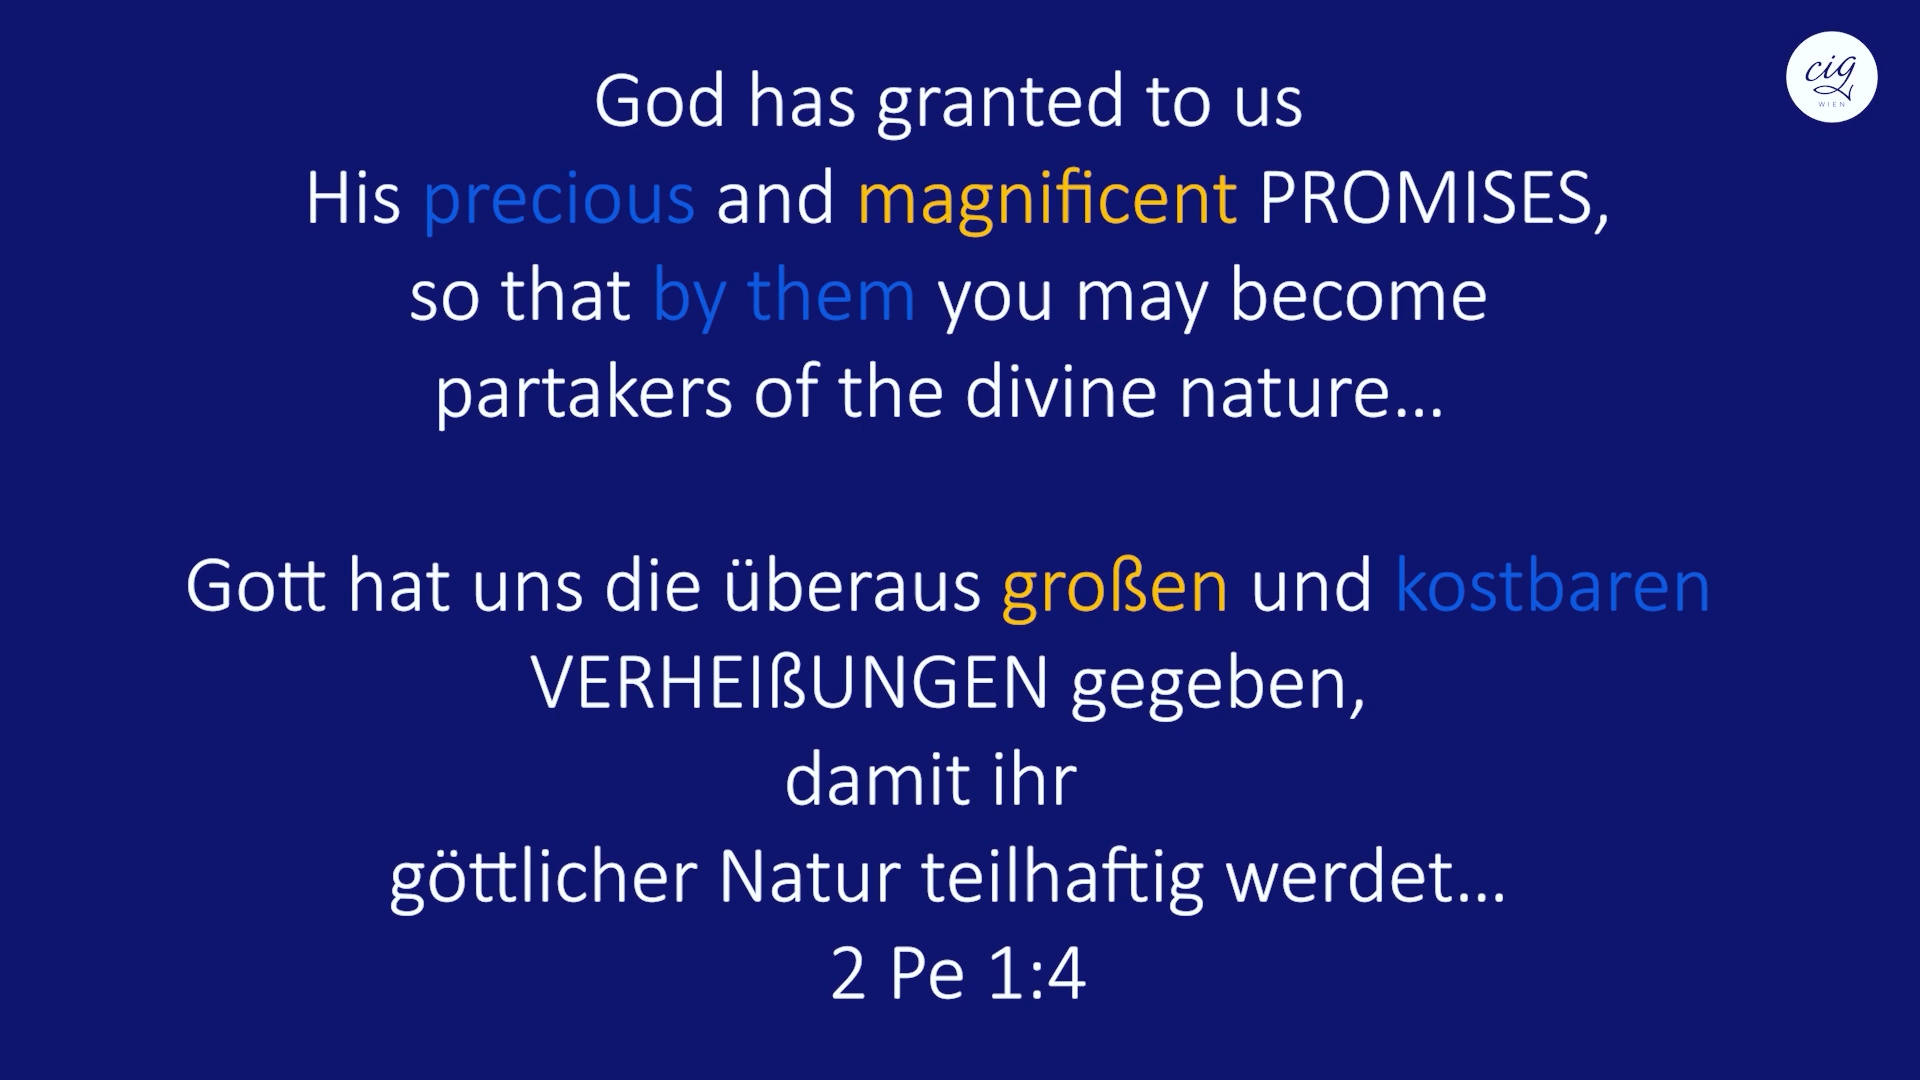 God has granted to us
His precious and magnificent PROMISES,
so that by them you may become
partakers of the divine nature...
Gott hat uns die überaus großen und kostbaren
VERHEIßUNGEN gegeben,
damit ihr
göttlicher Natur teilhaftig werdet...
2 Pe 1:4
cig
WIEN